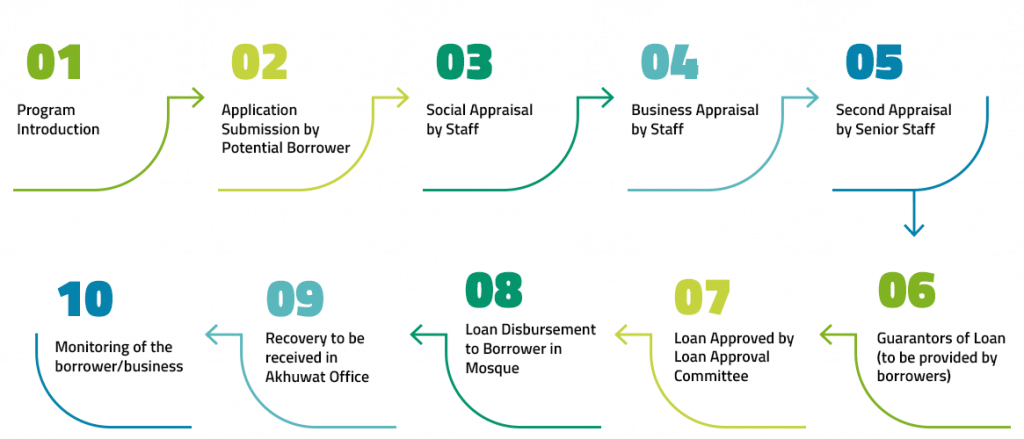 01
Program
Introduction
02
Application
Submission by
Potential Borrower
03
Social Appraisal
by Staff
04
Business Appraisal
by Staff
05
Second Appraisal
by Senior Staff
06
Guarantors of Loan
(to be provided by
borrowers)
07
Loan Approved by
Loan Approval
Committee
08
Loan Disbursement
to Borrower in
Mosque
09
Recovery to be
received in
Akhuwat Office
10
Monitoring of the
borrower/business